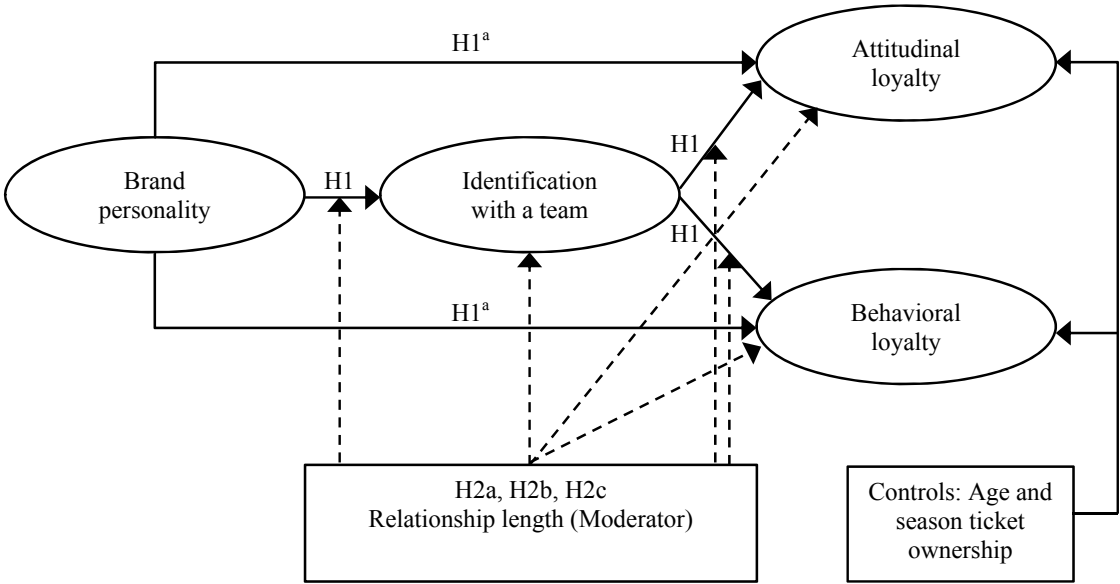 H1ᵃ
Attitudinal
loyalty
H1
Brand
personality
H1
Identification
with a team
H1
H1ᵃ
Behavioral
loyalty
H2a, H2b, H2c
Relationship length (Moderator)
Controls: Age and
season ticket
ownership